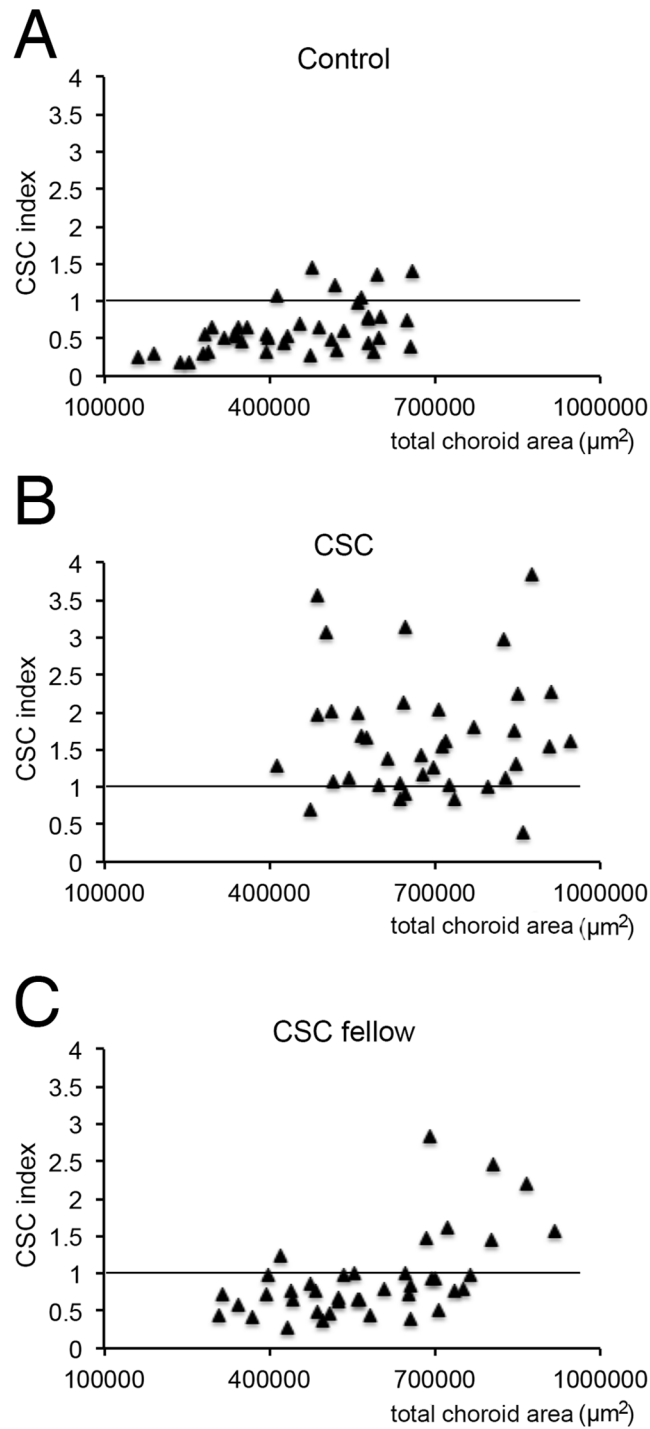 A
Control
4
3.5
3
2.5
2
1.5
1
0.5
0
CSC index
100000 400000 700000 1000000
total choroid area (μm²)
B
CSC
4
3.5
3
2.5
2
1.5
1
0.5
0
CSC index
100000 400000 700000 1000000
total choroid area (μm²)
C
CSC fellow
4
3.5
3
2.5
2
1.5
1
0.5
0
CSC index
100000 400000 700000 1000000
total choroid area (μm²)